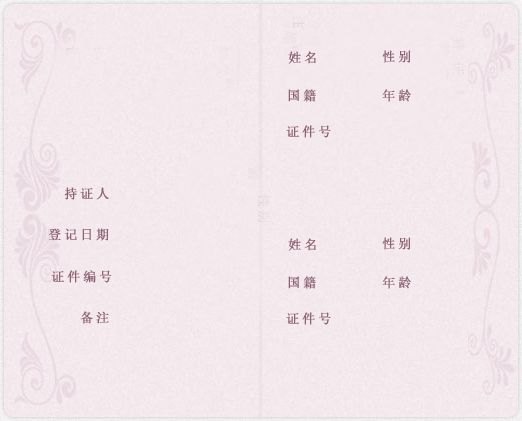 持证人
登记日期
证件编号
备注
姓名 性别
国籍 年龄
证件号
姓名 性别
国籍 年龄
证件号